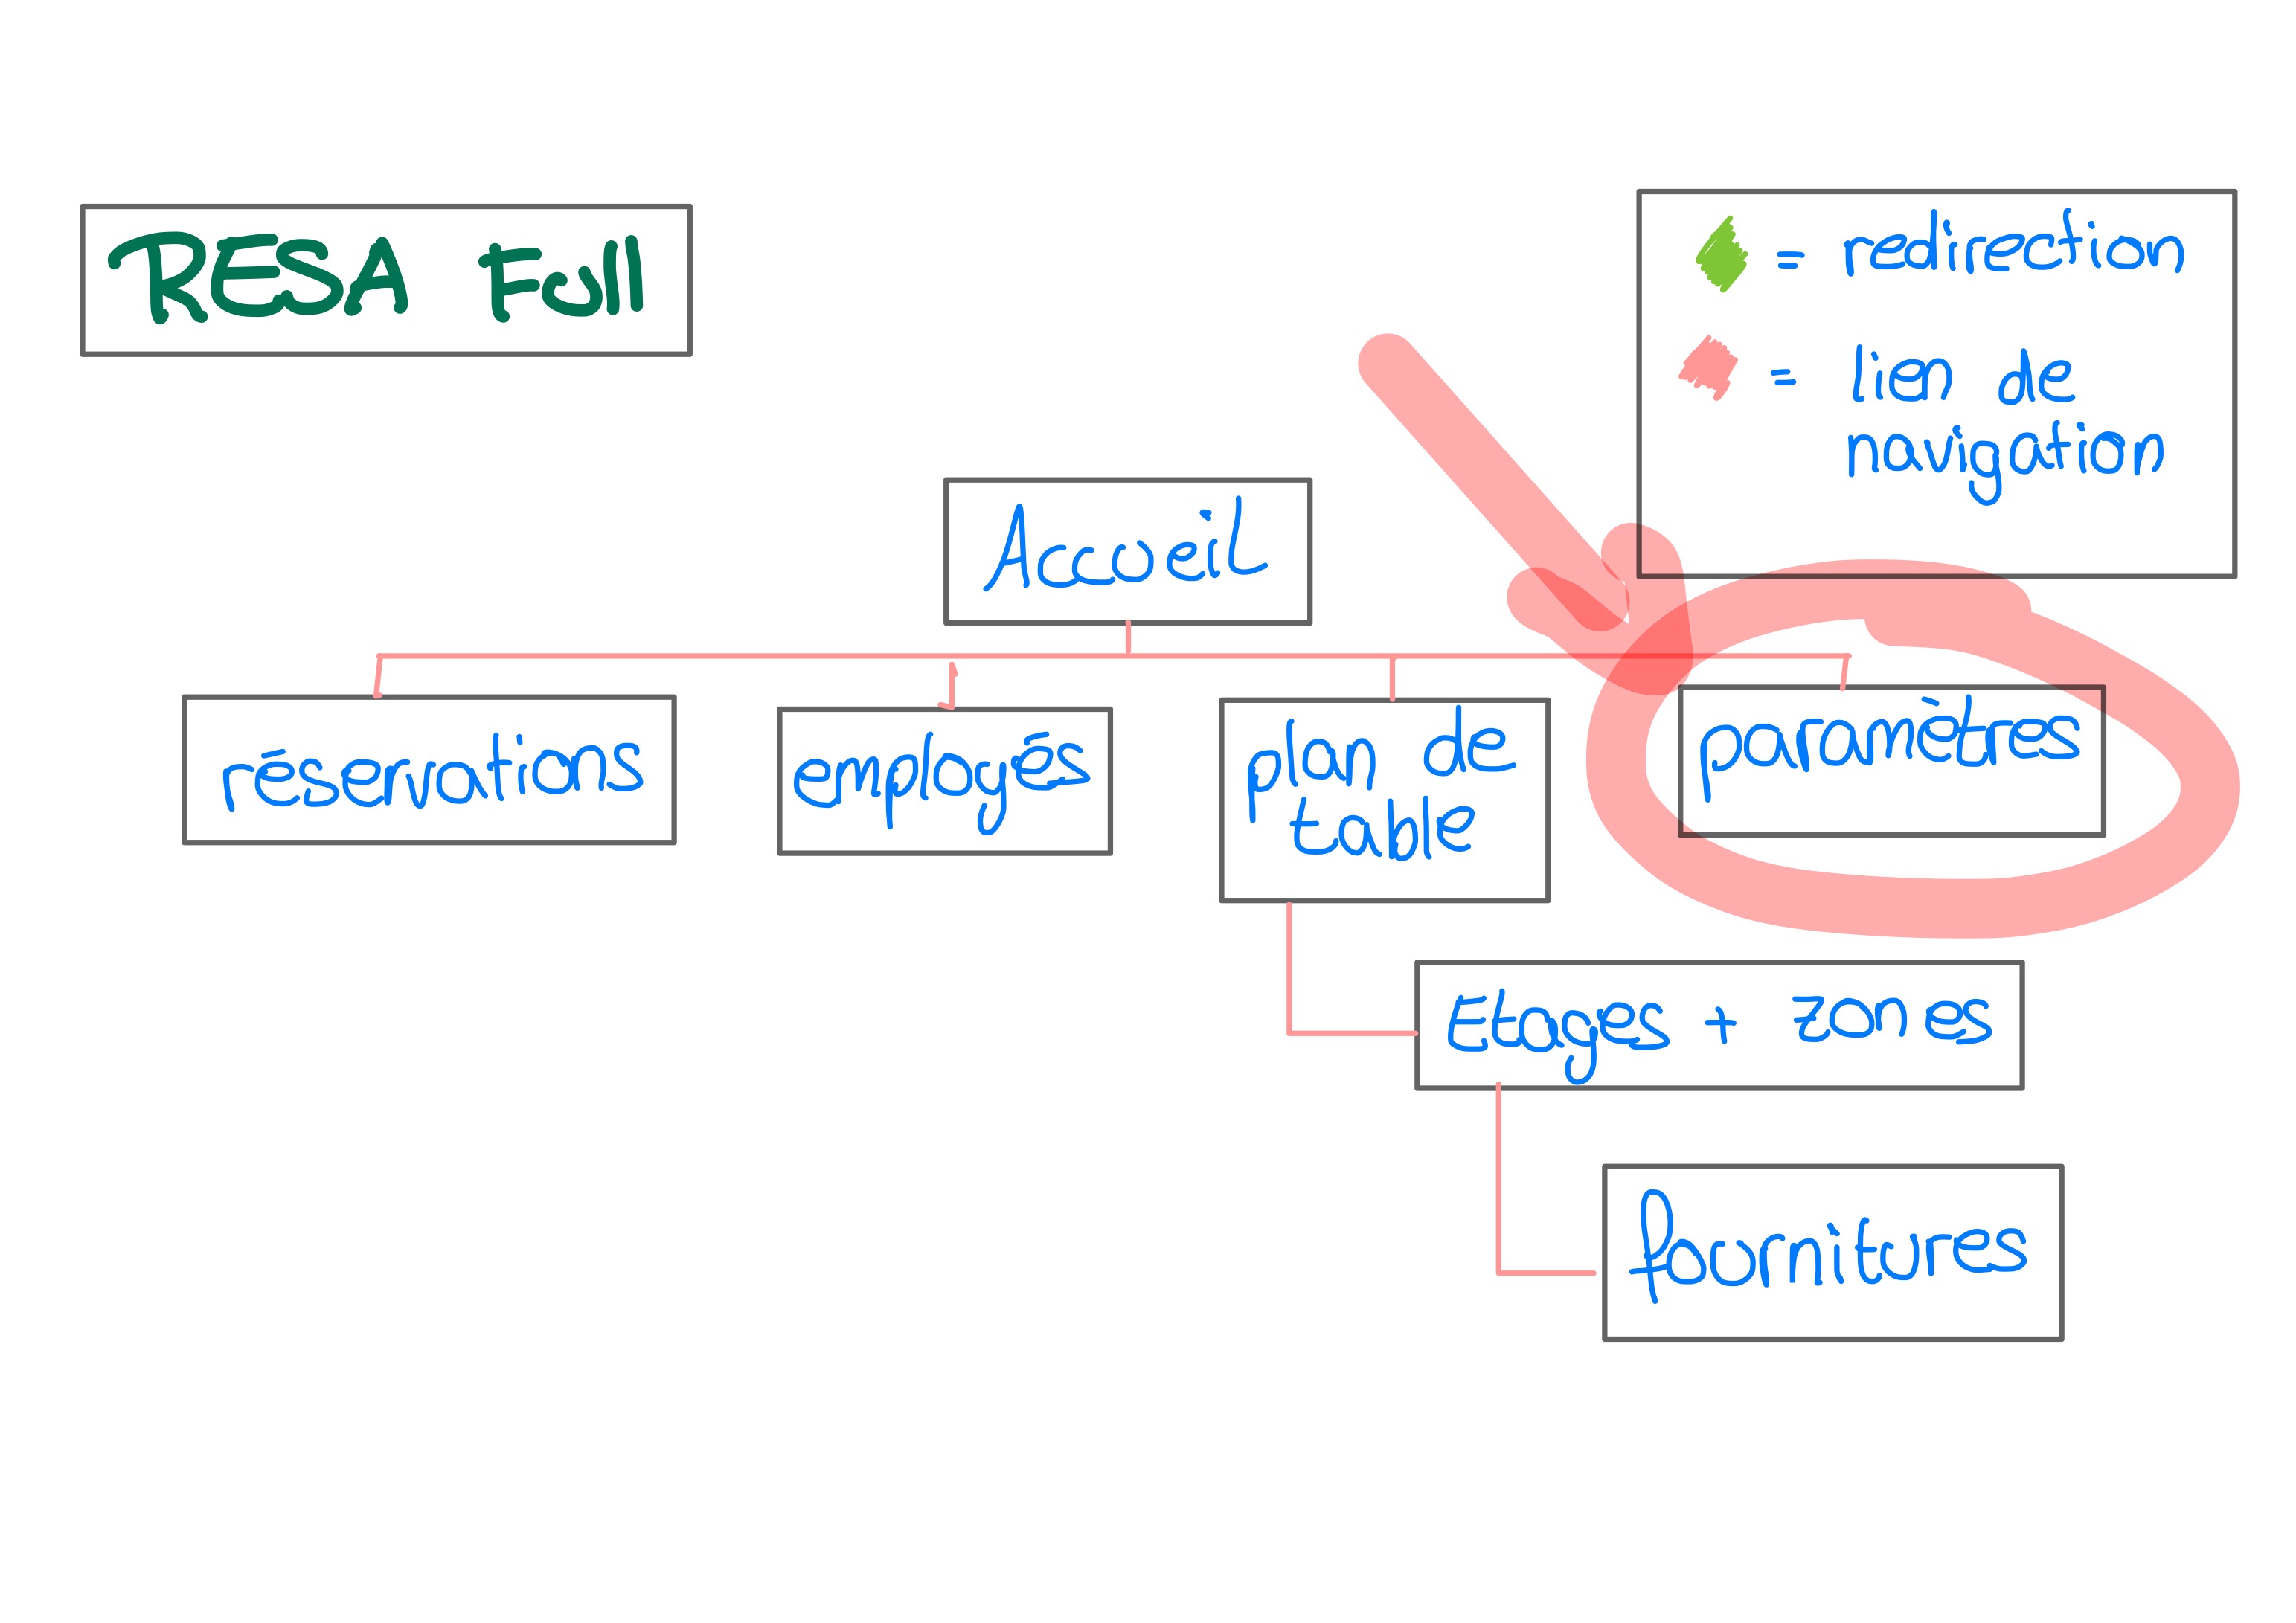 RESA Full
= redirection
= lien de
navigation
Accueil
réservations
employés
plan de
table
paramètres
Etages + zones
fournitures